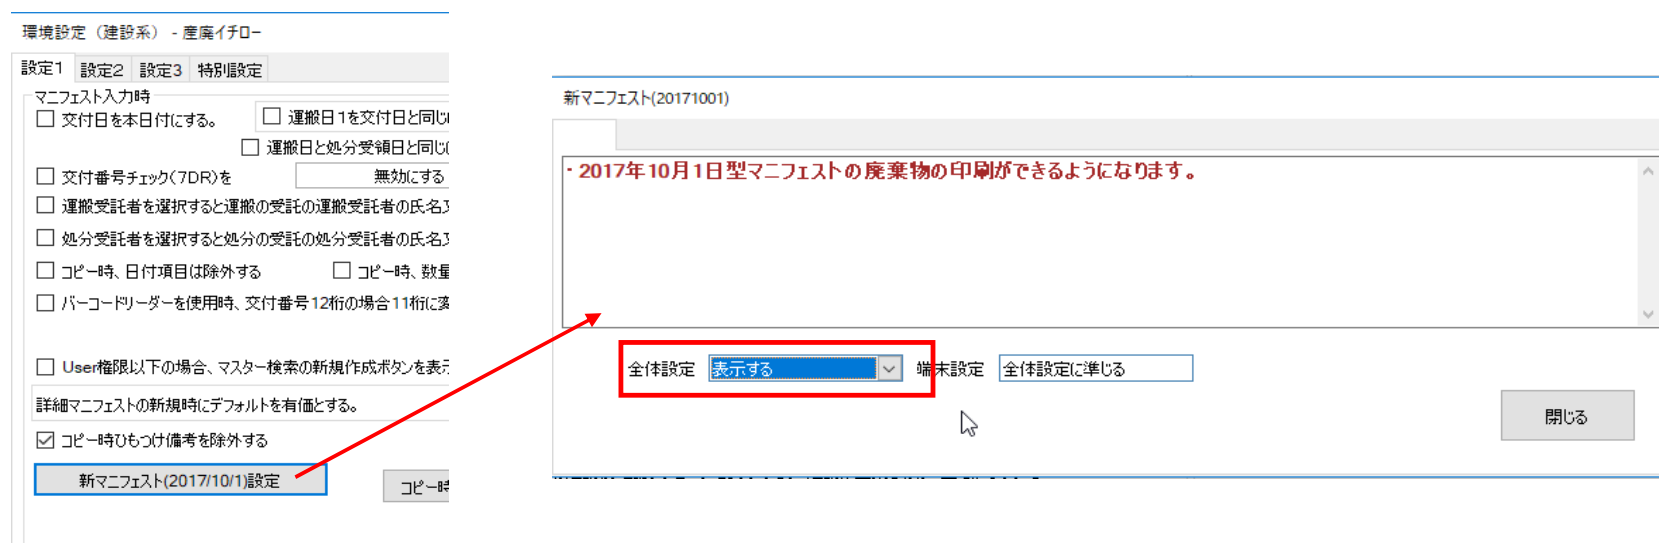 環境設定（建設系） - 産廃イチロー
設定1 設定2 設定3 特別設定
マニフェスト入力時
交付日を本日付にする。 運搬日1を交付日と同じ
運搬日と処分受領日と同じ
交付番号チェック(7DR)を 無効にする
運搬受託者を選択すると運搬の受託の運搬受託者の氏名
処分受託者を選択すると処分の受託の処分受託者の氏名
コピー時、日付項目は除外する コピー時、数量
バーコードリーダーを使用時、交付番号12桁の場合11桁に変
User権限以下の場合、マスター検索の新規作成ボタンを表示
詳細マニフェストの新規時にデフォルトを有価とする。
コピー時ひもつけ備考を除外する
新マニフェスト(2017/10/1)設定 コピー時
新マニフェスト(20171001)
・2017年10月1日型マニフェストの廃棄物の印刷ができるようになります。
全体設定 表示する 端末設定 全体設定に準じる
閉じる